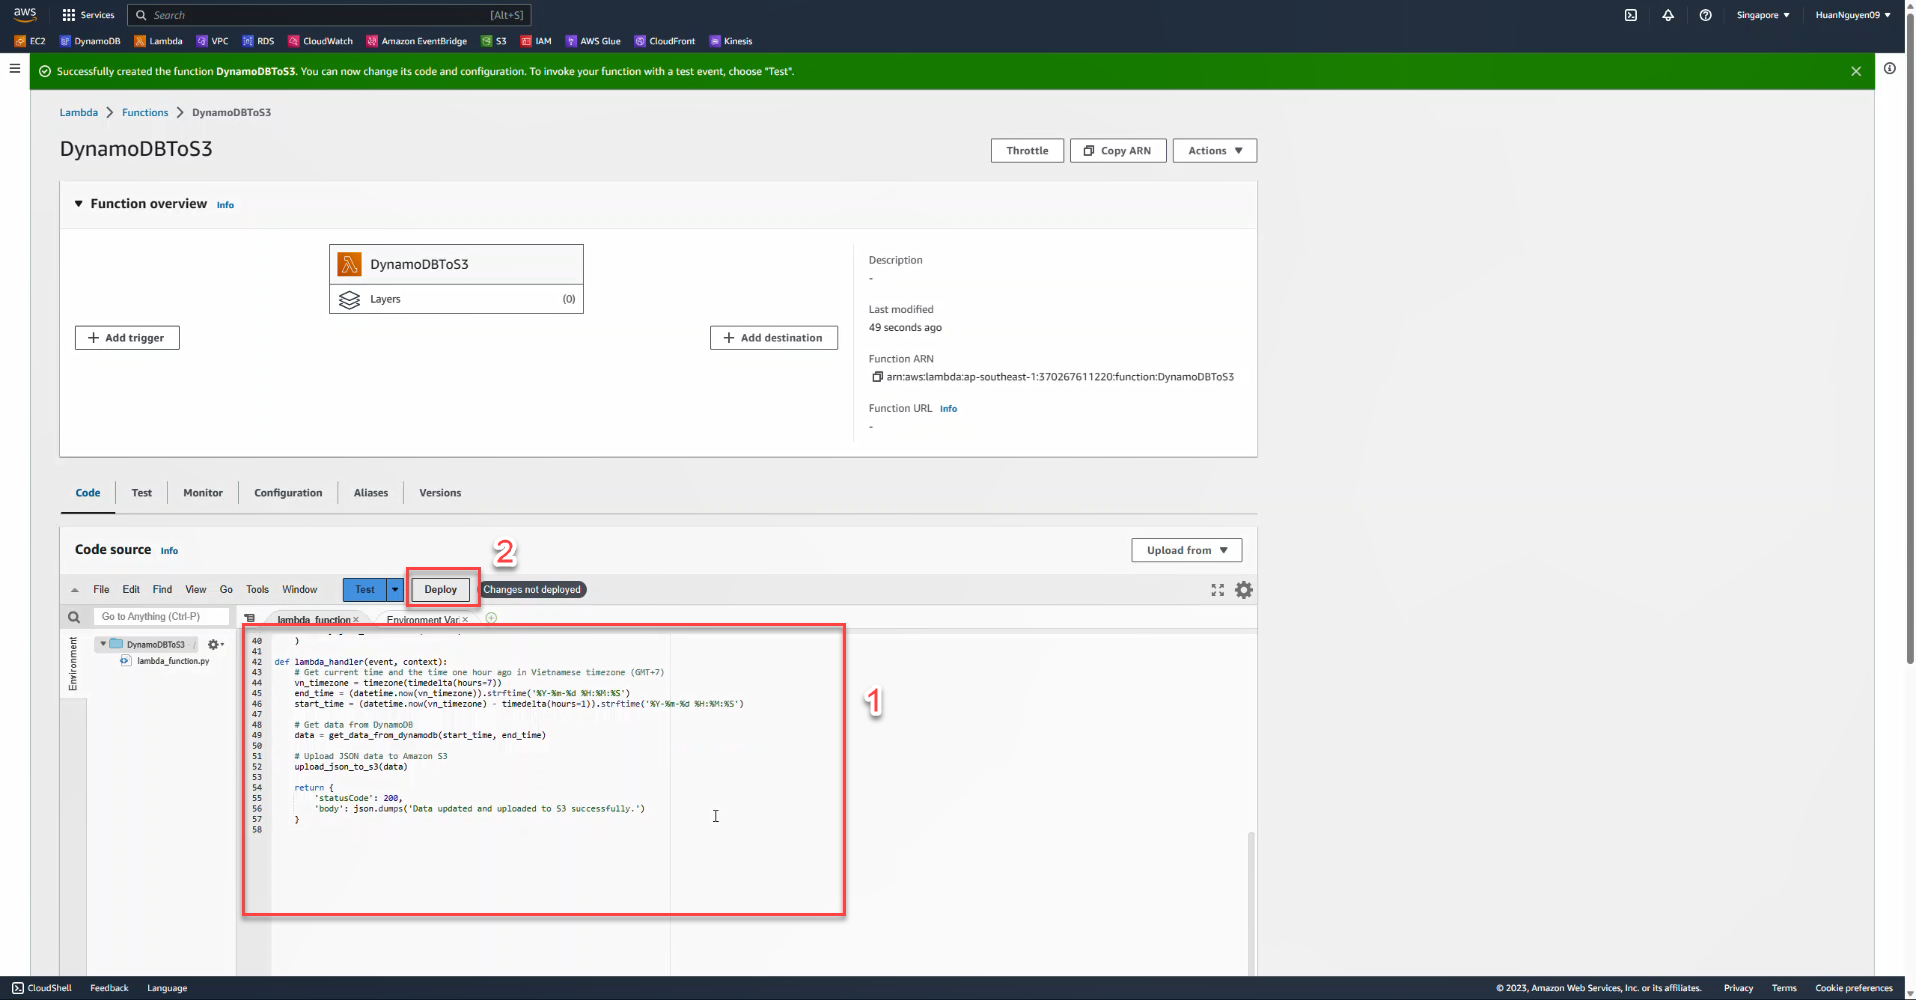 aws Services Search [Alt+S] Singapore ▼ HuanNguyen09 ▼
EC2 DynamoDB Lambda VPC RDS CloudWatch Amazon EventBridge S3 IAM AWS Glue CloudFront Kinesis
Successfully created the function DynamoDBToS3. You can now change its code and configuration. To invoke your function with a test event, choose "Test".
Lambda > Functions > DynamoDBToS3
DynamoDBToS3
Throttle Copy ARN Actions ▼
▼ Function overview Info
DynamoDBToS3
Layers (0)
+ Add trigger
+ Add destination
Description
-
Last modified
49 seconds ago
Function ARN
arn:aws:lambda:ap-southeast-1:370267611220:function:DynamoDBToS3
Function URL Info
-
Code Test Monitor Configuration Aliases Versions
Code source Info
Upload from ▼
2
File Edit Find View Go Tools Window Test Deploy Changes not deployed
Go to Anything (Ctrl-P)
lambda_function × Environment Var ×
Environment
DynamoDBToS3 /
lambda_function.py
1
40 )
41
42 def lambda_handler(event, context):
43 # Get current time and the time one hour ago in Vietnamese timezone (GMT+7)
44 vn_timezone = timezone(timedelta(hours=7))
45 end_time = (datetime.now(vn_timezone)).strftime('%Y-%m-%d %H:%M:%S')
46 start_time = (datetime.now(vn_timezone) - timedelta(hours=1)).strftime('%Y-%m-%d %H:%M:%S')
47
48 # Get data from DynamoDB
49 data = get_data_from_dynamodb(start_time, end_time)
50
51 # Upload JSON data to Amazon S3
52 upload_json_to_s3(data)
53
54 return {
55 'statusCode': 200,
56 'body': json.dumps('Data updated and uploaded to S3 successfully.')
57 }
58
CloudShell Feedback Language © 2023, Amazon Web Services, Inc. or its affiliates. Privacy Terms Cookie preferences